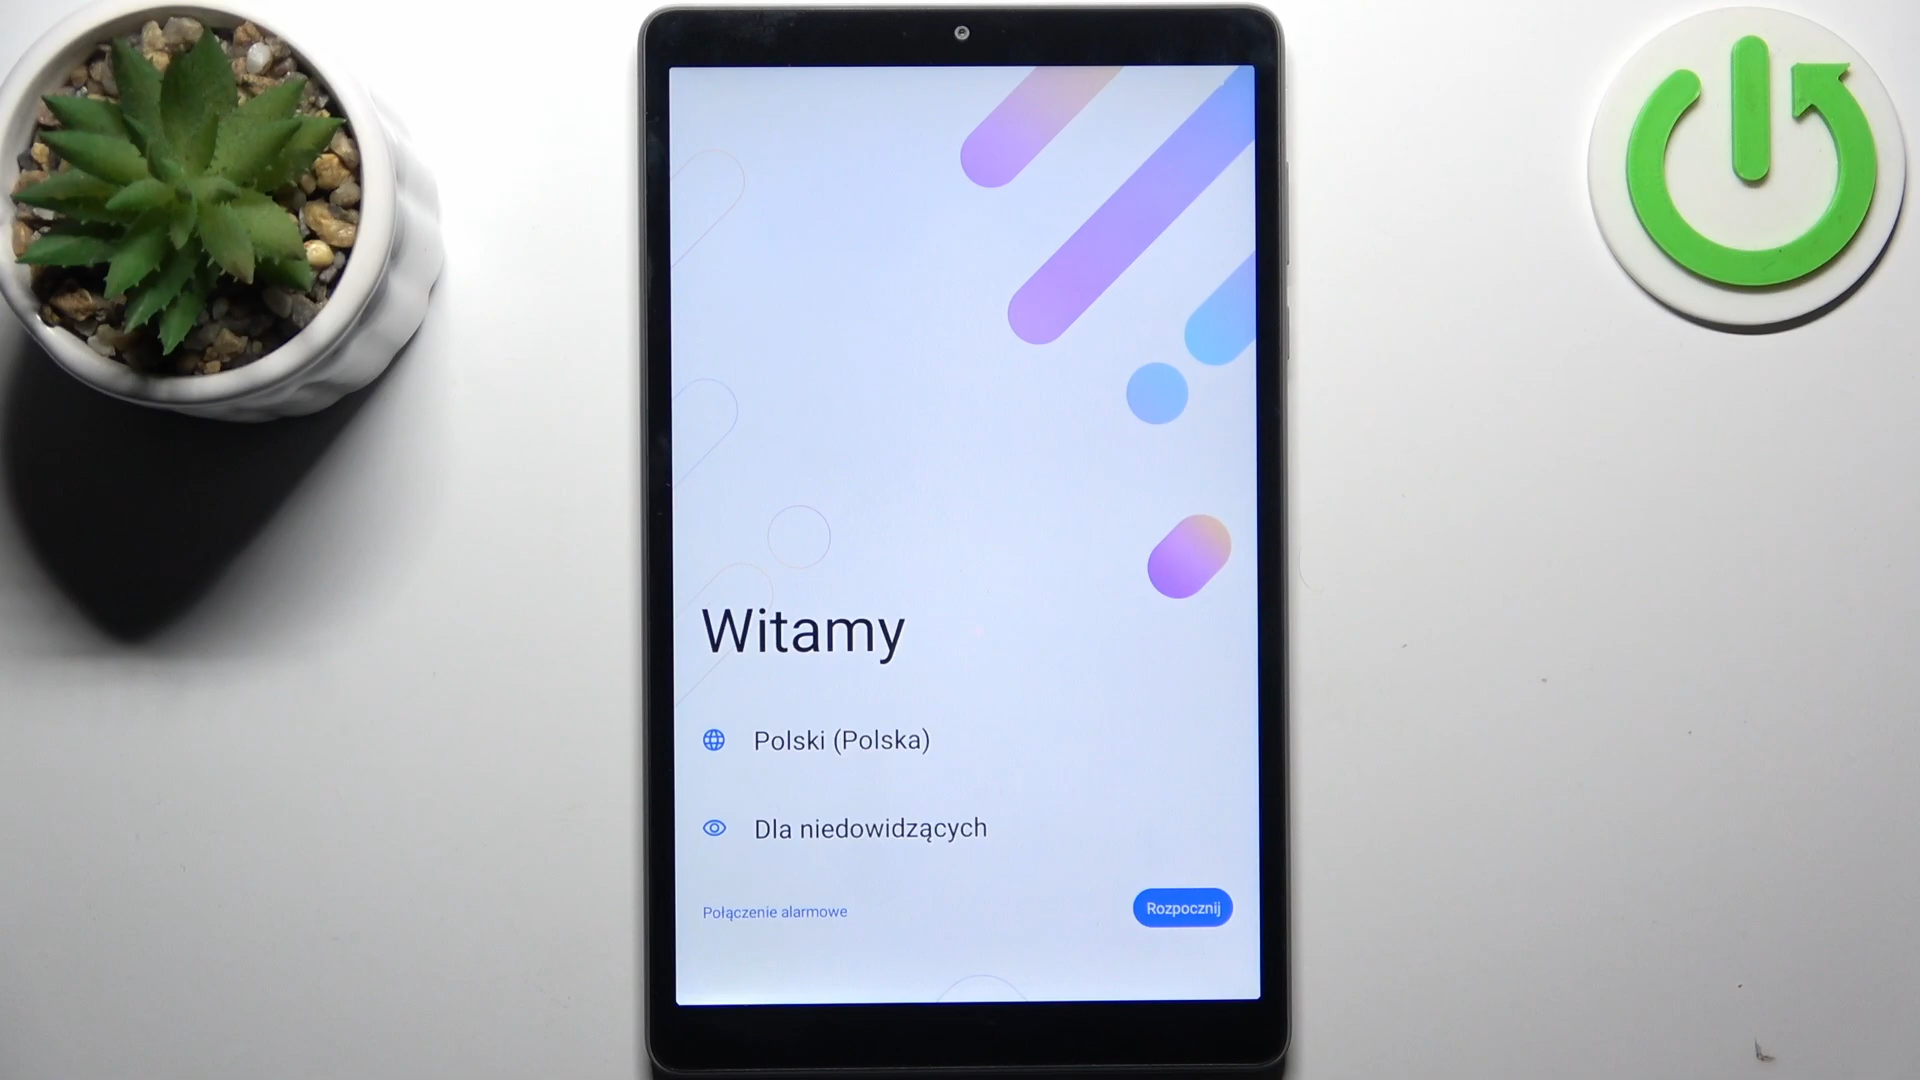 Witamy
Polski (Polska)
Dla niedowidzących
Połączenie alarmowe
Rozpocznij